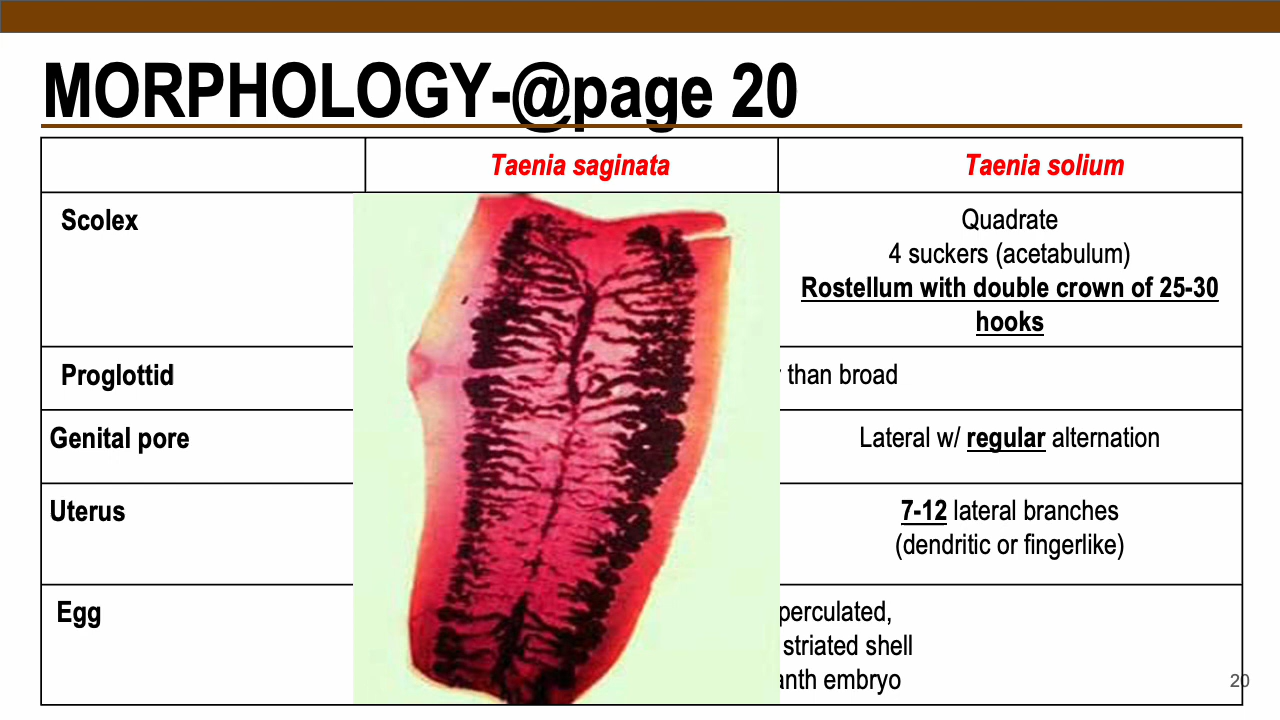 MORPHOLOGY-@page 20
Taenia saginata
Taenia solium
Scolex
Quadrate
4 suckers (acetabulum)
Rostellum with double crown of 25-30
hooks
Proglottid
than broad
Genital pore
Lateral w/ regular alternation
Uterus
7-12 lateral branches
(dendritic or fingerlike)
Egg
perculated,
striated shell
anth embryo
20